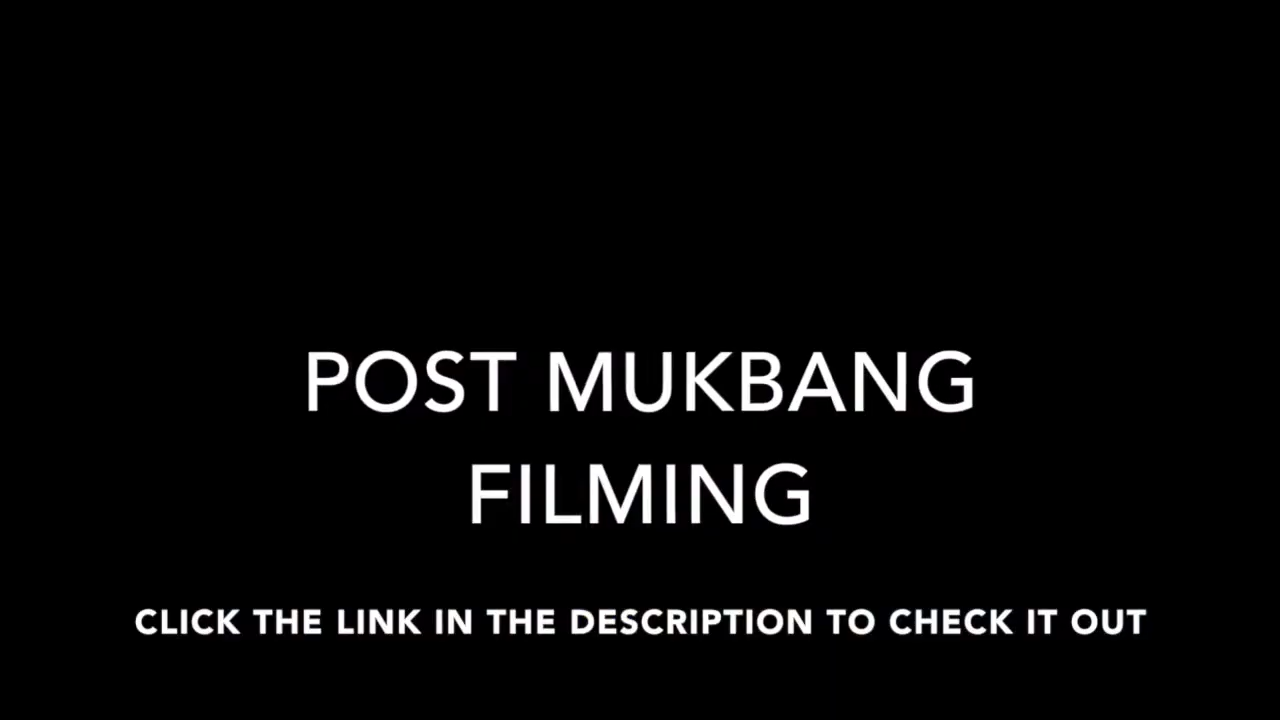 POST MUKBANG
FILMING
CLICK THE LINK IN THE DESCRIPTION TO CHECK IT OUT